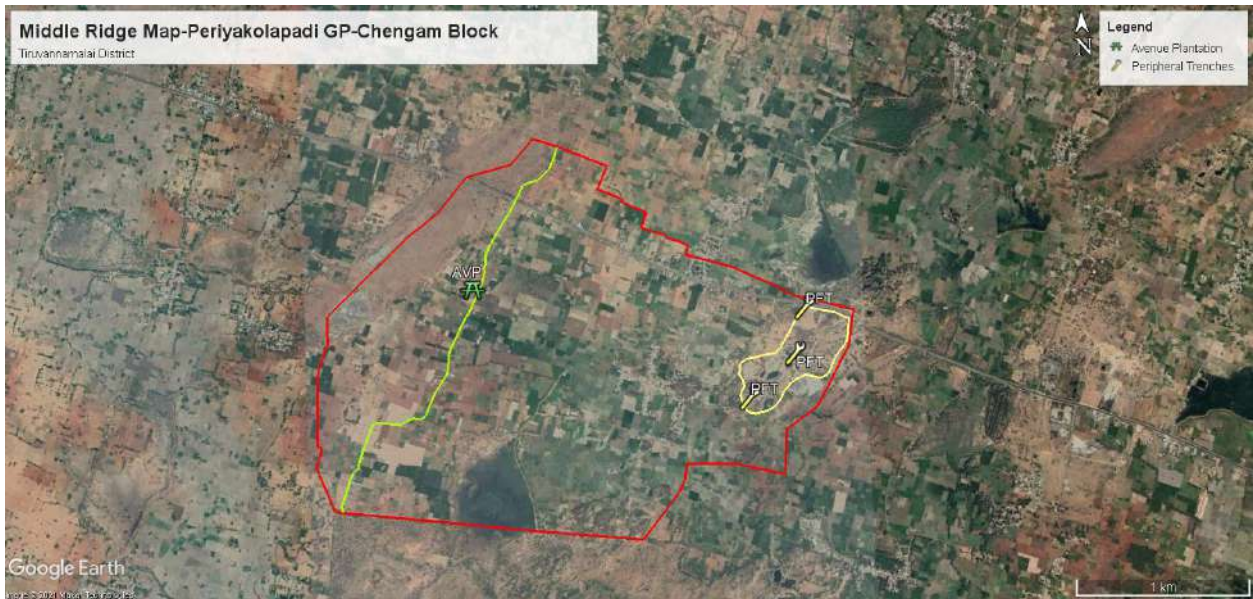 Middle Ridge Map-Periyakolapadi GP-Chengam Block
Tiruvannamalai District
N
Legend
Avenue Plantation
Peripheral Trenches
AVP
PFT
PFT
PFT
Google Earth
1 km